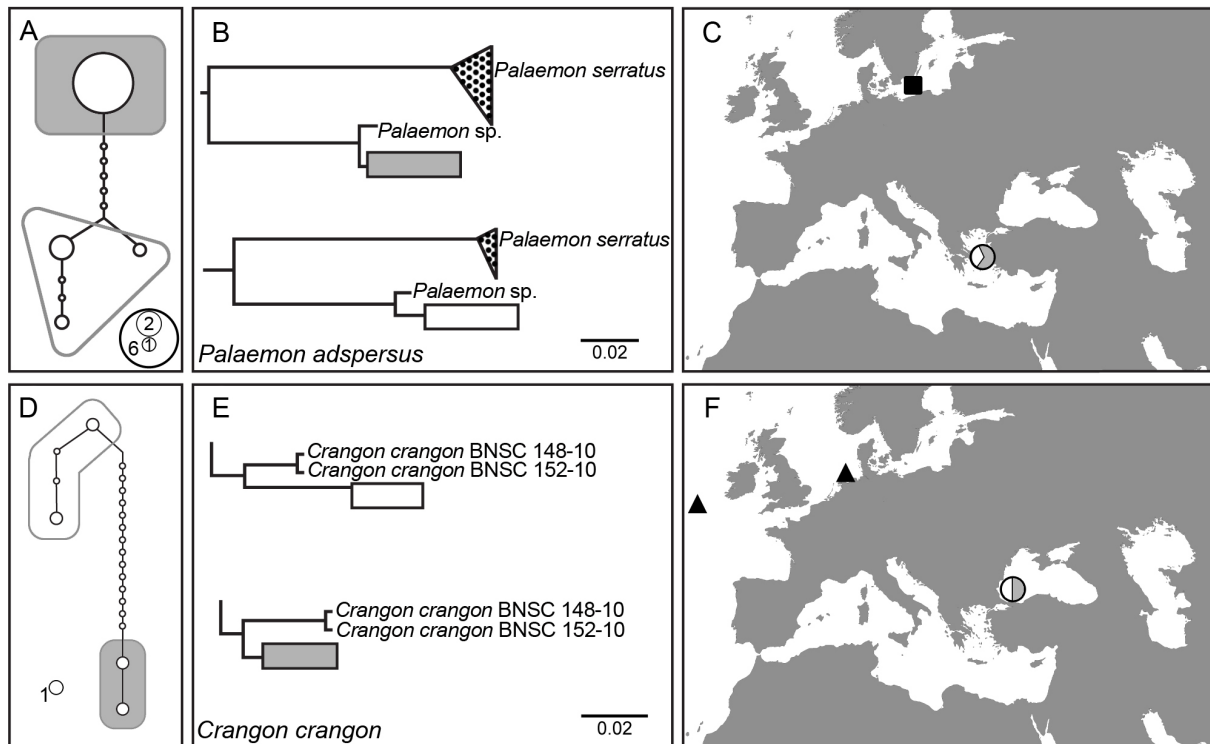 A
2
6
1
B
Palaemon serratus
Palaemon sp.
Palaemon serratus
Palaemon sp.
0.02
Palaemon adspersus
C
D
1
E
Crangon crangon BNSC 148-10
Crangon crangon BNSC 152-10
Crangon crangon BNSC 148-10
Crangon crangon BNSC 152-10
0.02
Crangon crangon
F